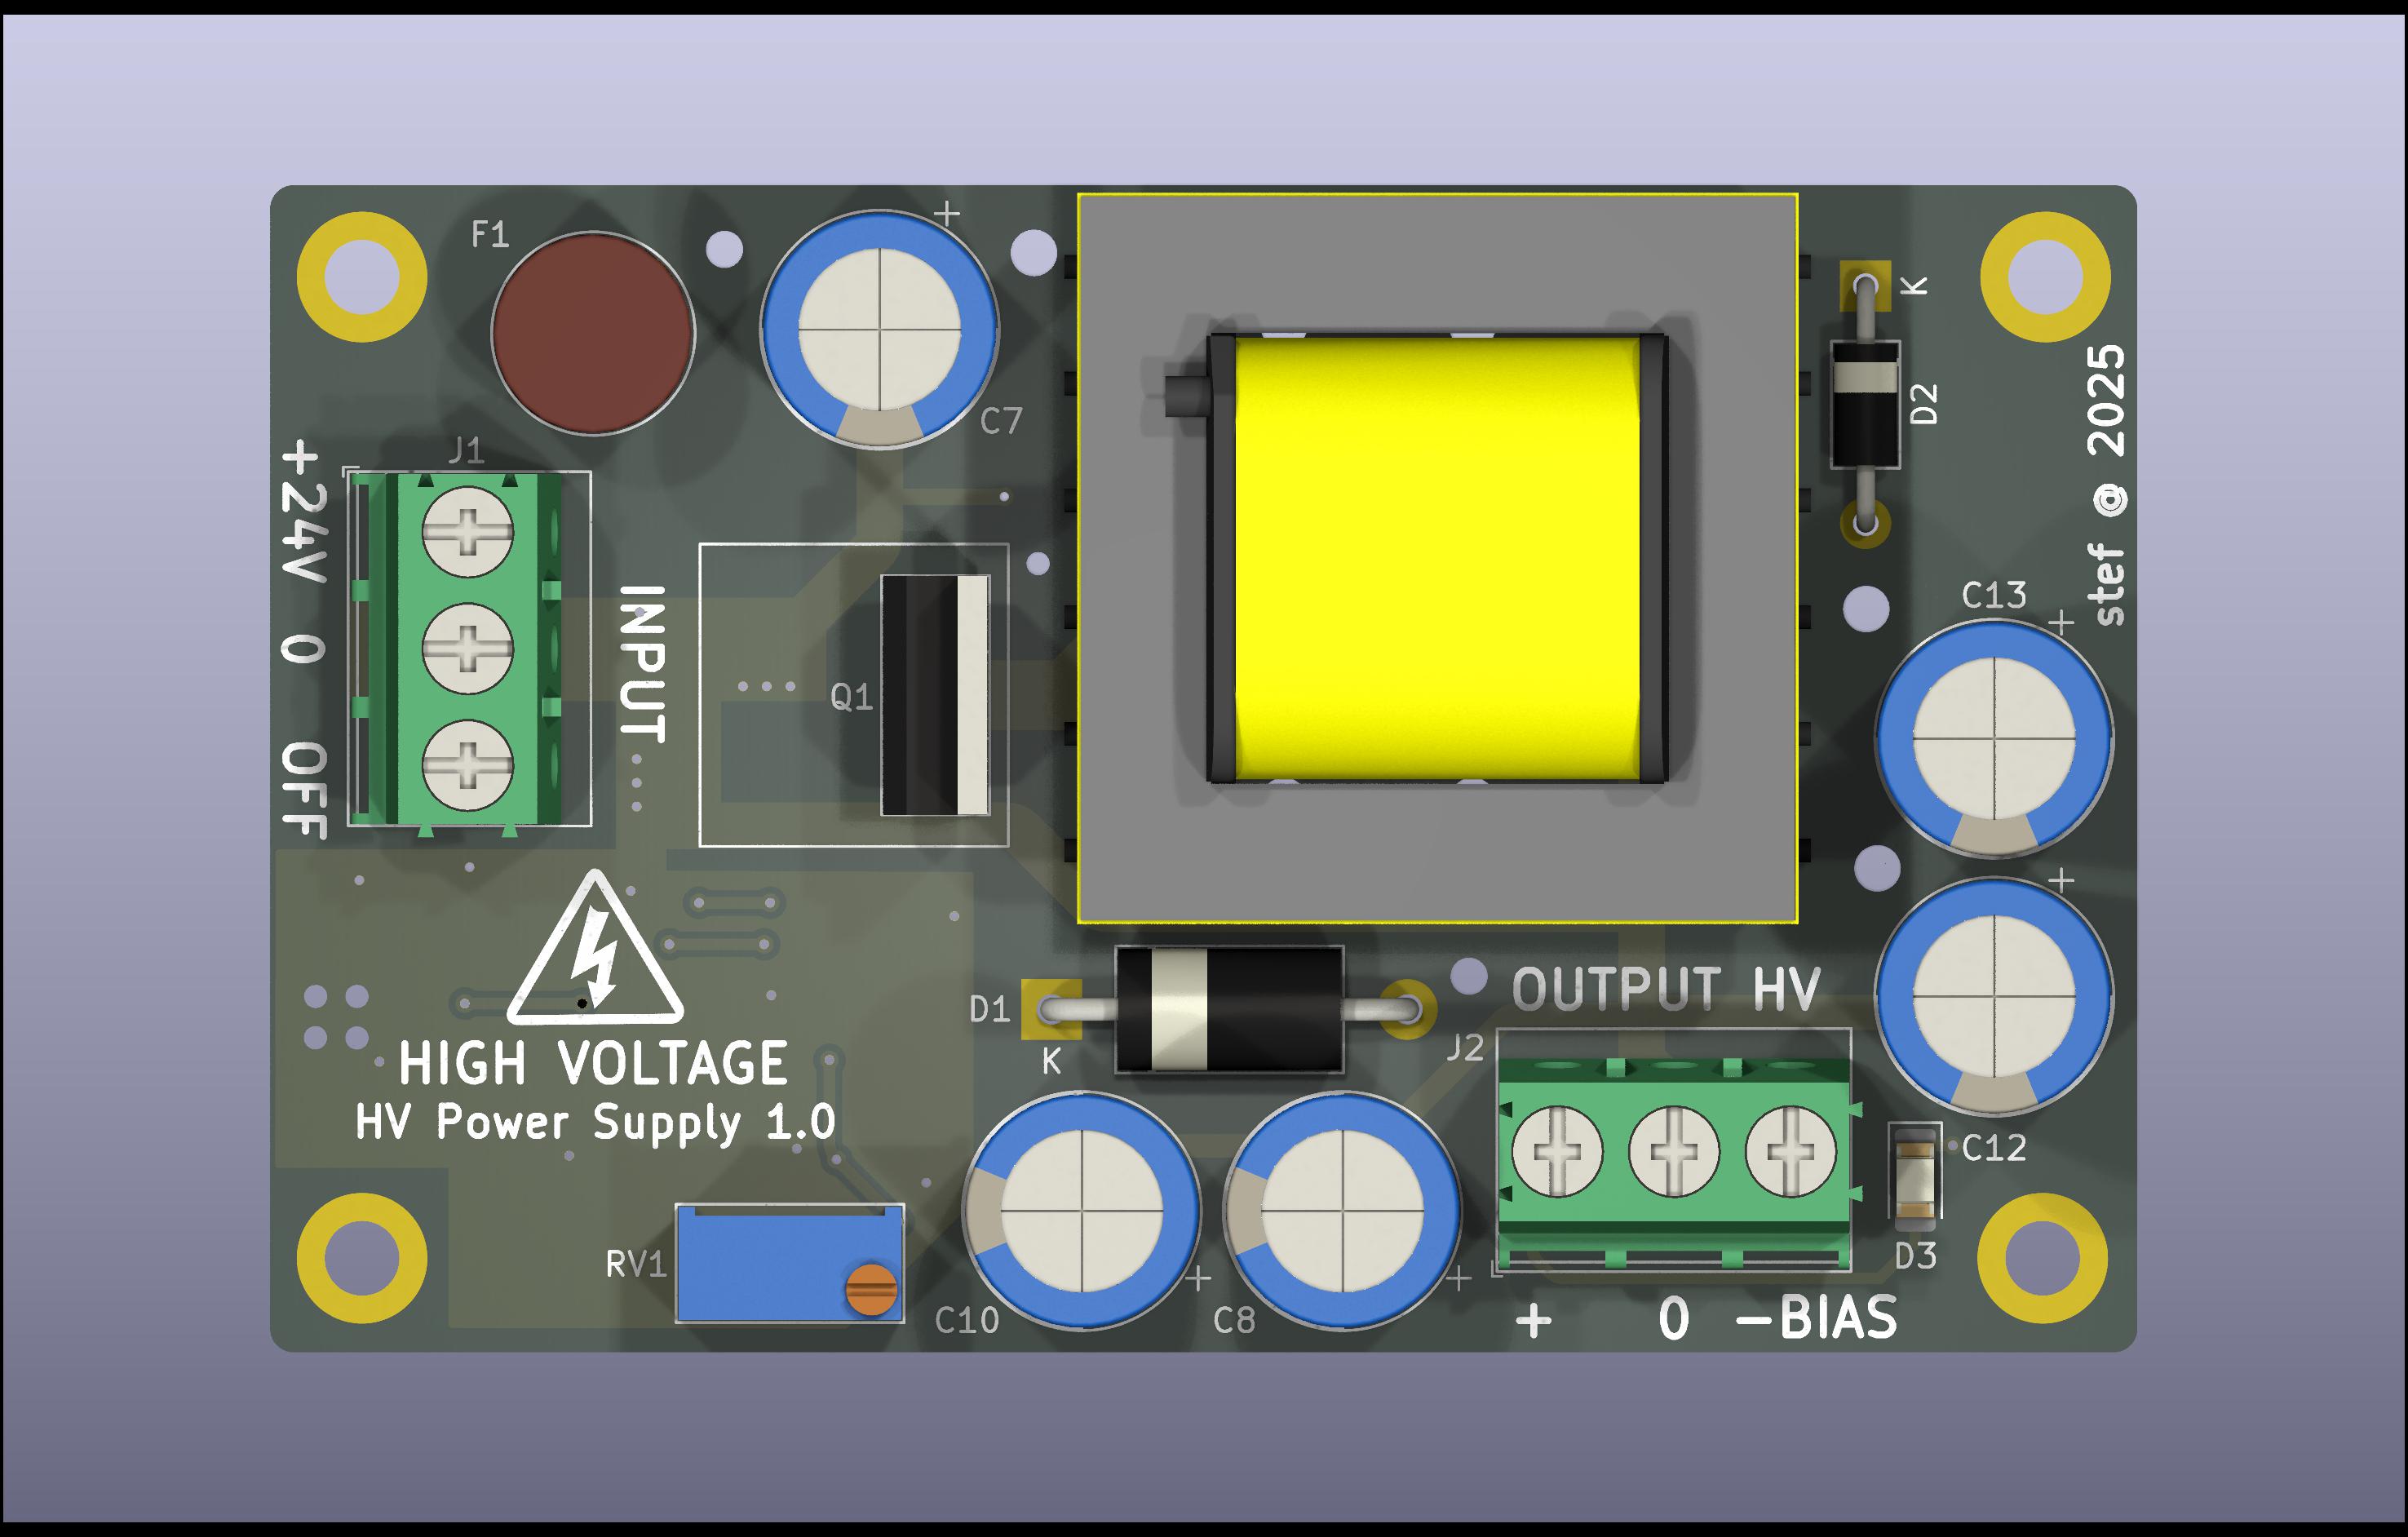 F1
+
C7
J1
+24V 0 OFF
INPUT
Q1
K
D2
stef @ 2025
C13
+
+
C12
HIGH VOLTAGE
HV Power Supply 1.0
D1
K
OUTPUT HV
J2
RV1
C10
+
C8
+
+ 0 -BIAS
D3